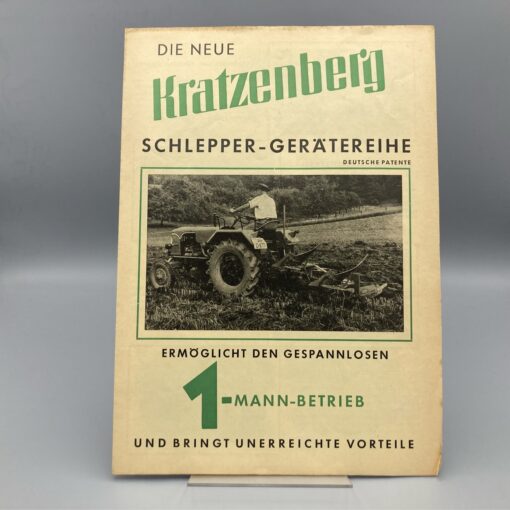 DIE NEUE
Kratzenberg
SCHLEPPER-GERÄTEREIHE
DEUTSCHE PATENTE
ERMÖGLICHT DEN GESPANNLOSEN
1-MANN-BETRIEB
UND BRINGT UNERREICHTE VORTEILE